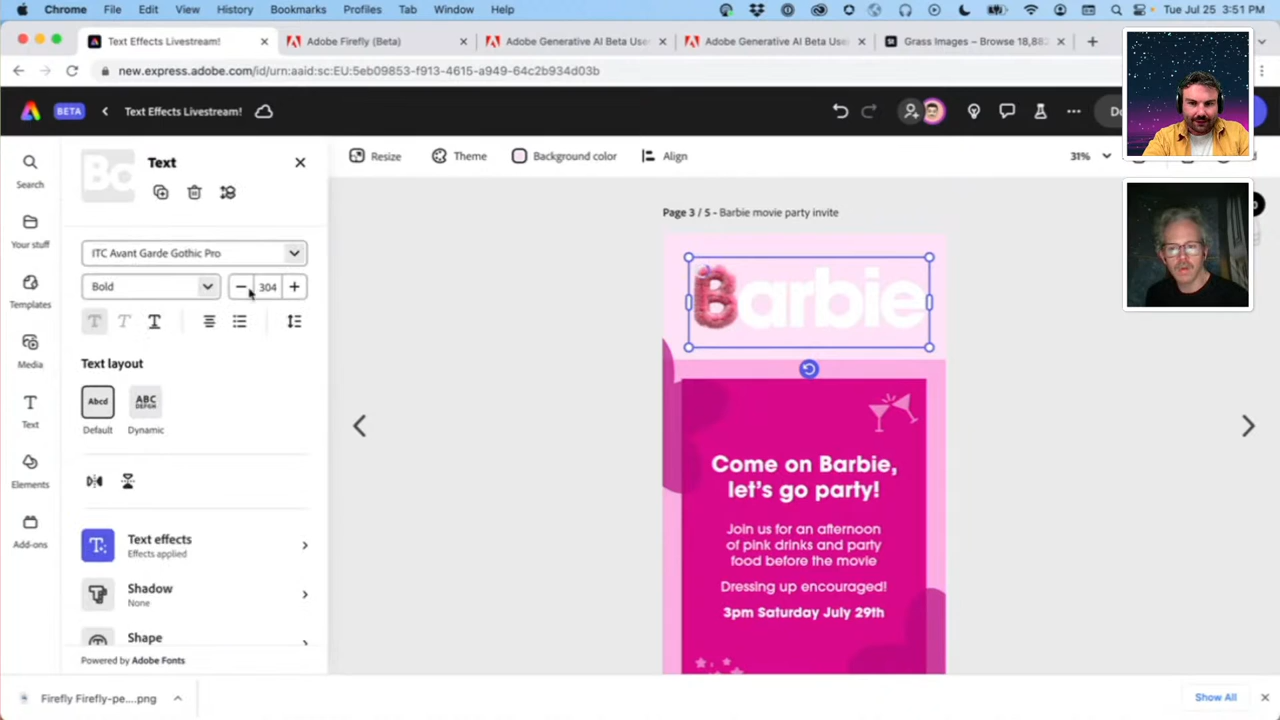 Chrome File Edit View History Bookmarks Profiles Tab Window Help Tue Jul 25 3:51 PM
Text Effects Livestream! Adobe Firefly (Beta) Adobe Generative AI Beta Use Adobe Generative AI Beta Use Grass Images – Browse 18,88
new.express.adobe.com/id/urn:aaid:sc:EU:5eb09853-f913-4615-a949-64c2b934d03b
BETA Text Effects Livestream!
Text
Resize Theme Background color Align 31%
Search
Your stuff
Templates
Media
Text
Elements
Add-ons
ITC Avant Garde Gothic Pro
Bold 304
Text layout
Abcd ABC DEFGH
Default Dynamic
Text effects
Effects applied
Shadow
None
Shape
Powered by Adobe Fonts
Page 3 / 5 - Barbie movie party invite
Barbie
Come on Barbie,
let's go party!
Join us for an afternoon
of pink drinks and party
food before the movie
Dressing up encouraged!
3pm Saturday July 29th
Firefly Firefly-pe....png Show All